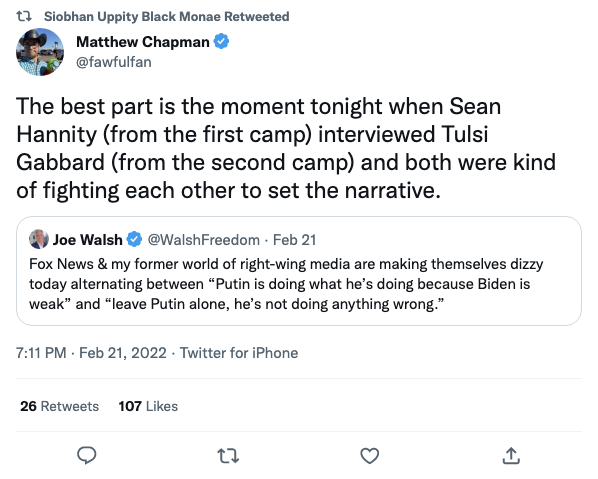 Siobhan Uppity Black Monae Retweeted
Matthew Chapman
@fawfulfan
The best part is the moment tonight when Sean
Hannity (from the first camp) interviewed Tulsi
Gabbard (from the second camp) and both were kind
of fighting each other to set the narrative.
Joe Walsh @WalshFreedom · Feb 21
Fox News & my former world of right-wing media are making themselves dizzy
today alternating between “Putin is doing what he’s doing because Biden is
weak” and “leave Putin alone, he’s not doing anything wrong.”
7:11 PM · Feb 21, 2022 · Twitter for iPhone
26 Retweets 107 Likes